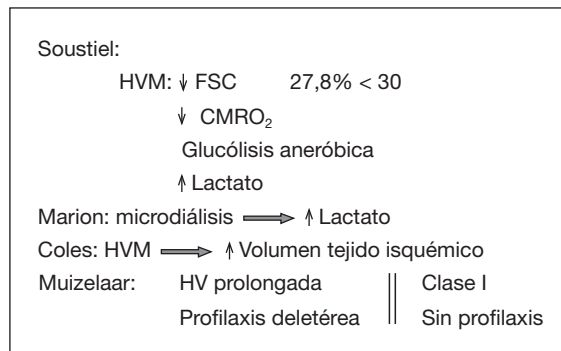 Soustiel:
HVM: ↓ FSC 27,8% < 30
↓ CMRO₂
Glucólisis aneróbica
↑ Lactato
Marion: microdiálisis ⟹ ↑ Lactato
Coles: HVM ⟹ ↑ Volumen tejido isquémico
Muizelaar: HV prolongada || Clase I
Profilaxis deletérea || Sin profilaxis